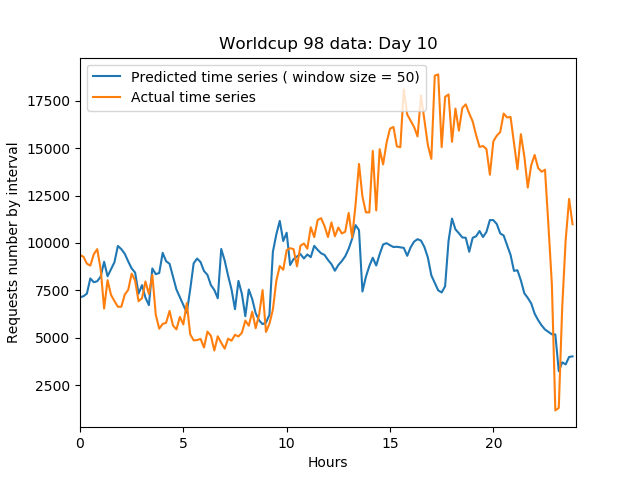 Worldcup 98 data: Day 10
Predicted time series ( window size = 50)
Actual time series
17500
15000
12500
10000
7500
5000
2500
Requests number by interval
0 5 10 15 20
Hours